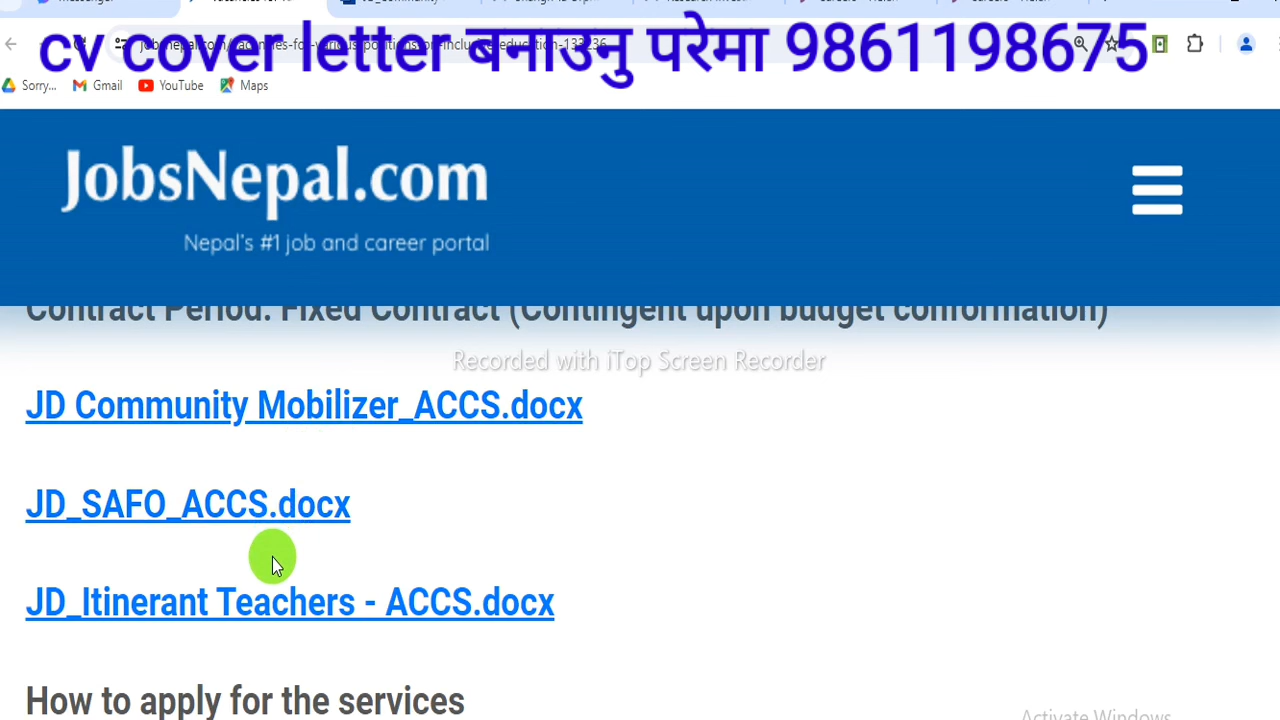 cv cover letter बनाउनु परेमा 9861198675
Sorry... Gmail YouTube Maps
JobsNepal.com
Nepal's #1 job and career portal
Contract Period: Fixed Contract (Contingent upon budget conformation)
Recorded with iTop Screen Recorder
JD Community Mobilizer_ACCS.docx
JD_SAFO_ACCS.docx
JD_Itinerant Teachers - ACCS.docx
How to apply for the services
Activate Windows